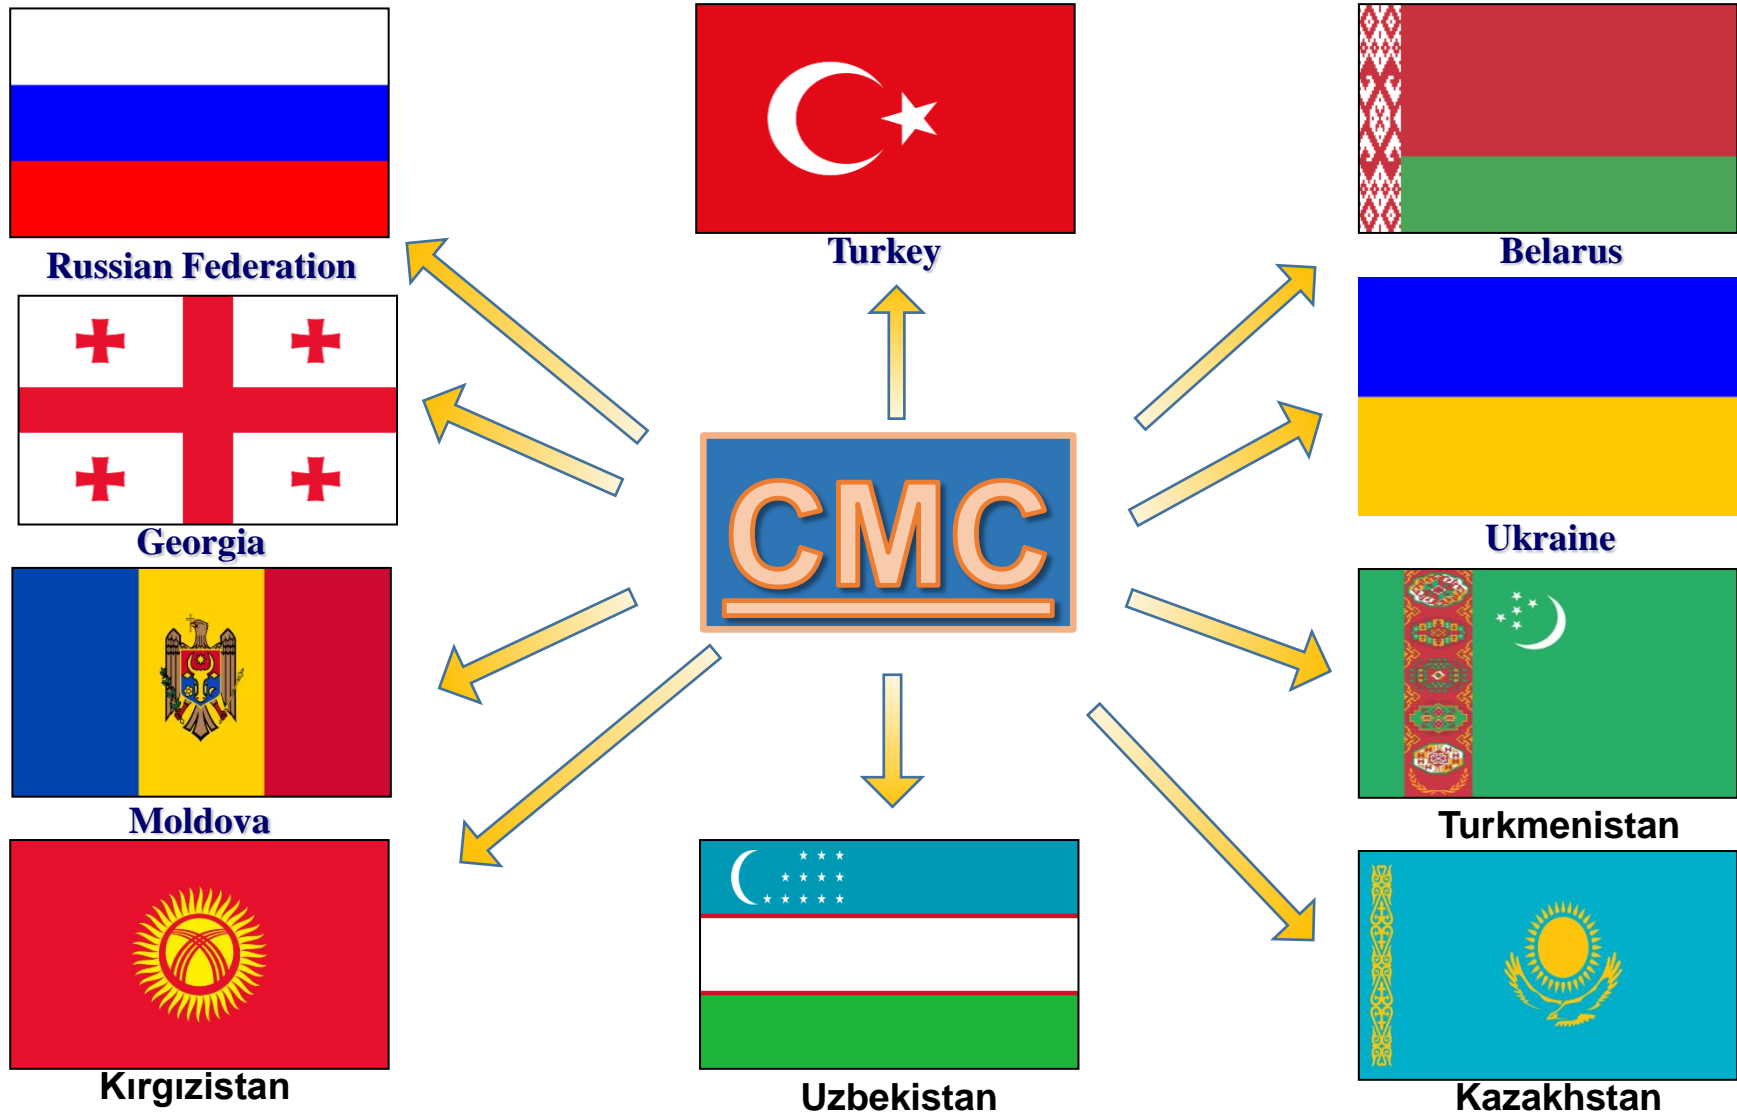 Russian Federation
Turkey
Belarus
Georgia
CMC
Ukraine
Moldova
Turkmenistan
Kırgızistan
Uzbekistan
Kazakhstan